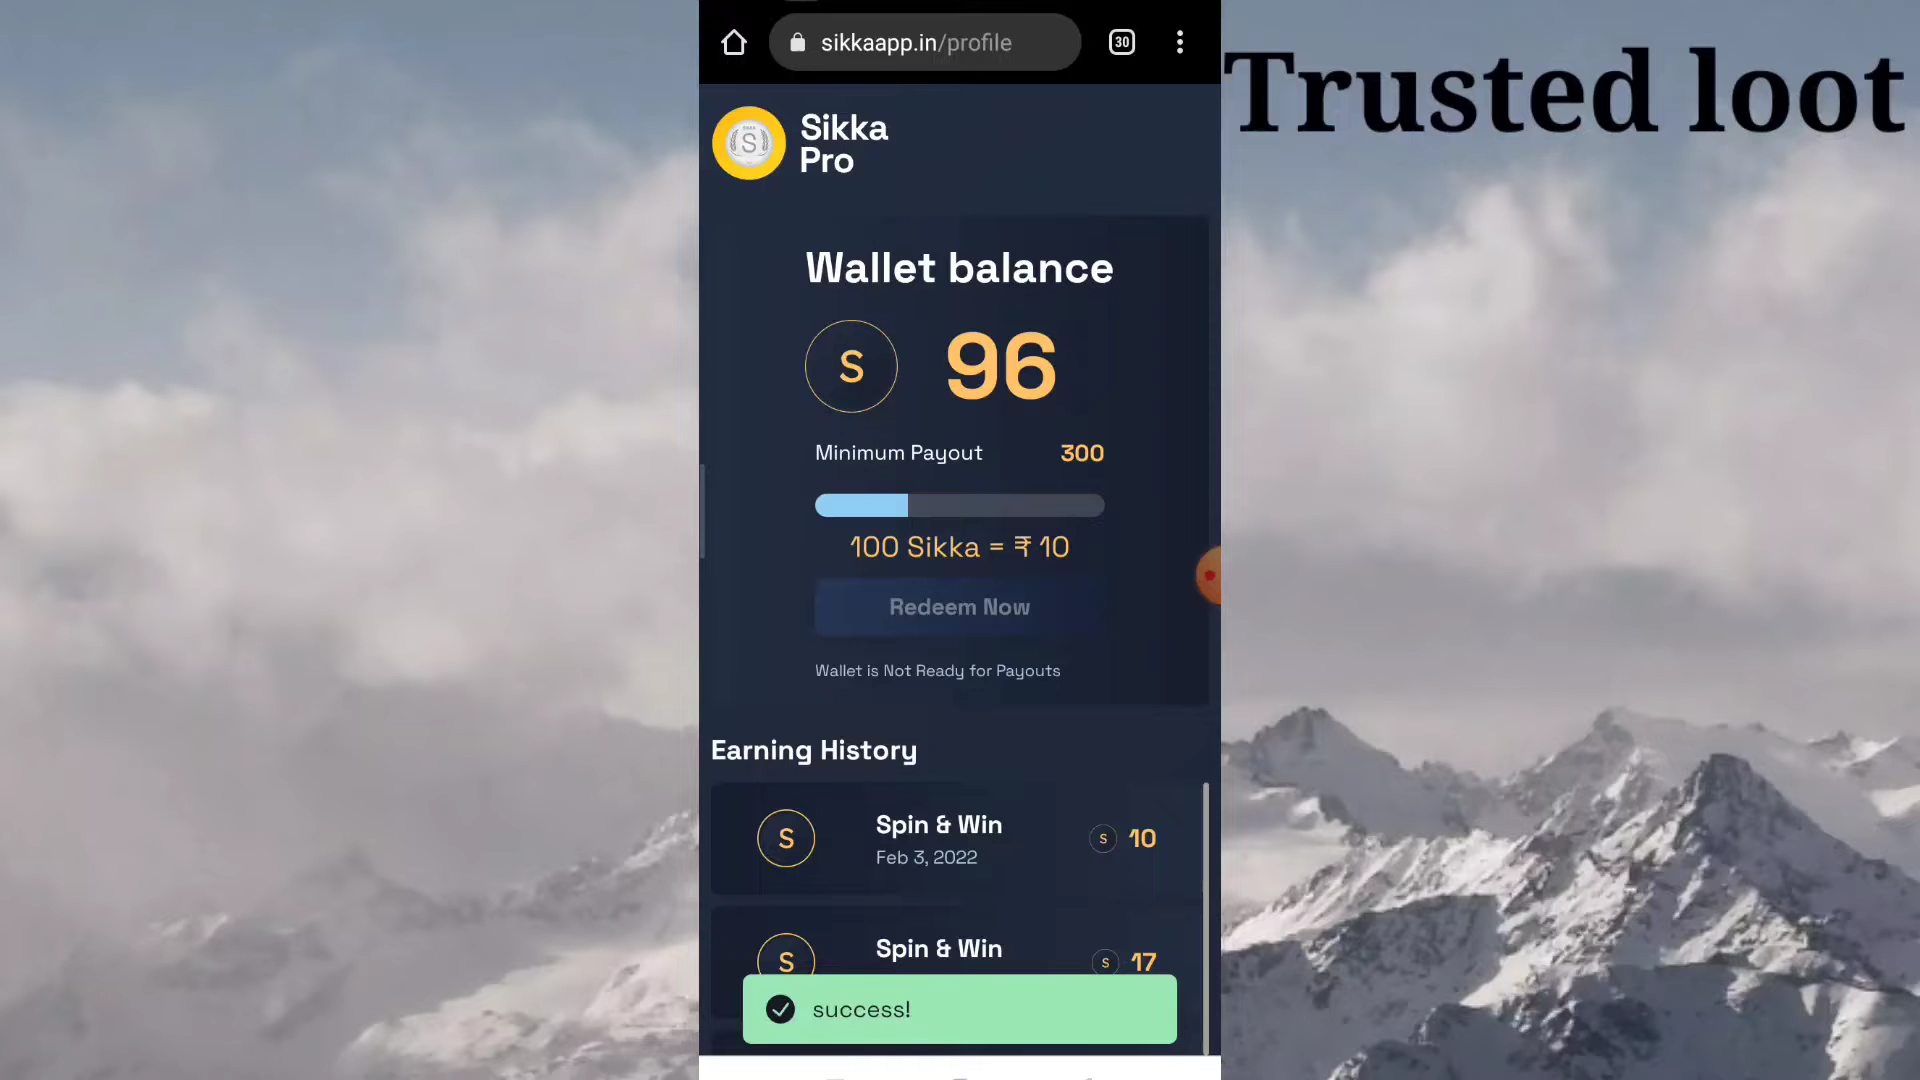 30
sikkaapp.in/profile
Trusted loot
Sikka
Pro
Wallet balance
S 96
Minimum Payout 300
100 Sikka = ₹ 10
Redeem Now
Wallet is Not Ready for Payouts
Earning History
S Spin & Win S 10
Feb 3, 2022
S Spin & Win S 17
success!